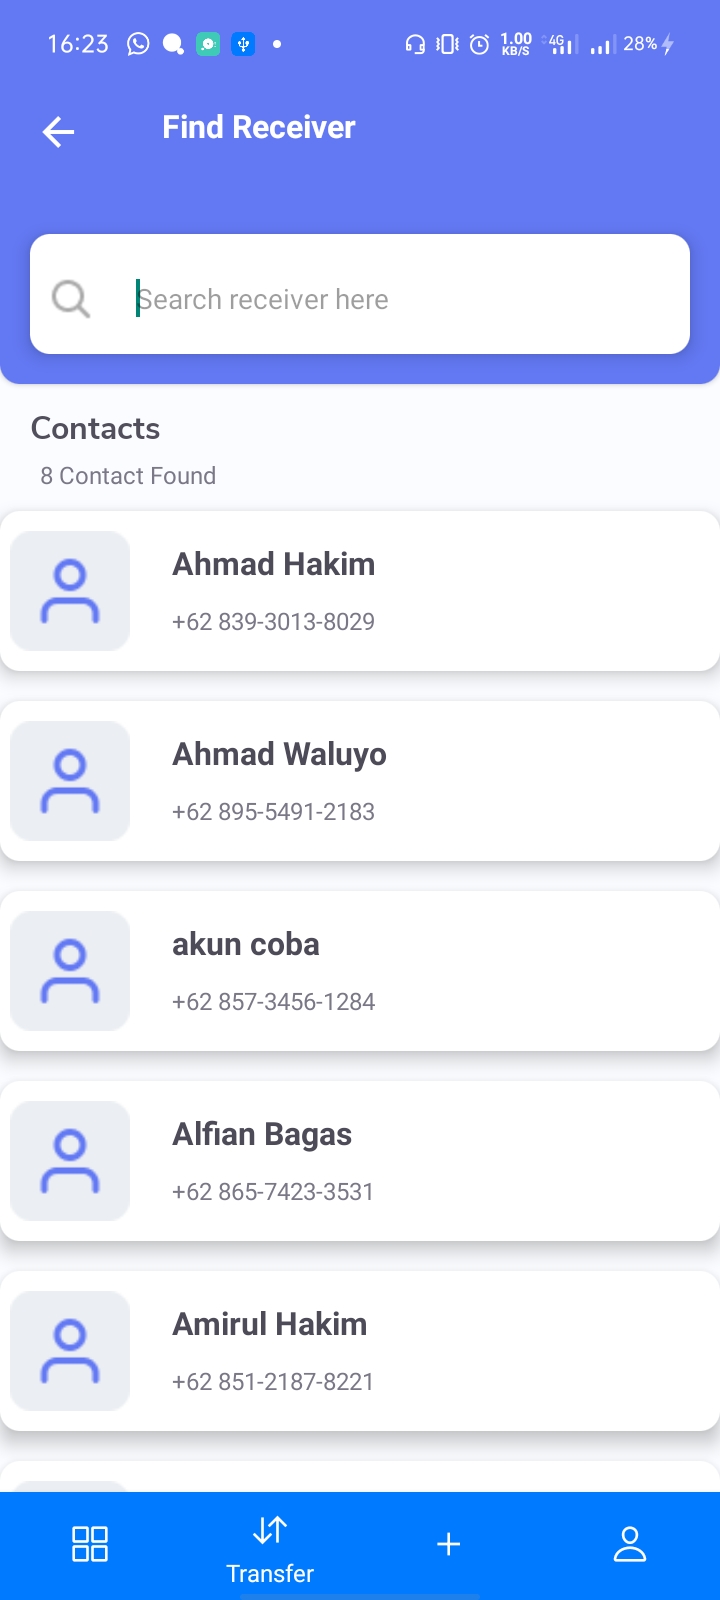 16:23 1.00 KB/S 4G 28%
Find Receiver
Search receiver here
Contacts
8 Contact Found
Ahmad Hakim
+62 839-3013-8029
Ahmad Waluyo
+62 895-5491-2183
akun coba
+62 857-3456-1284
Alfian Bagas
+62 865-7423-3531
Amirul Hakim
+62 851-2187-8221
Transfer